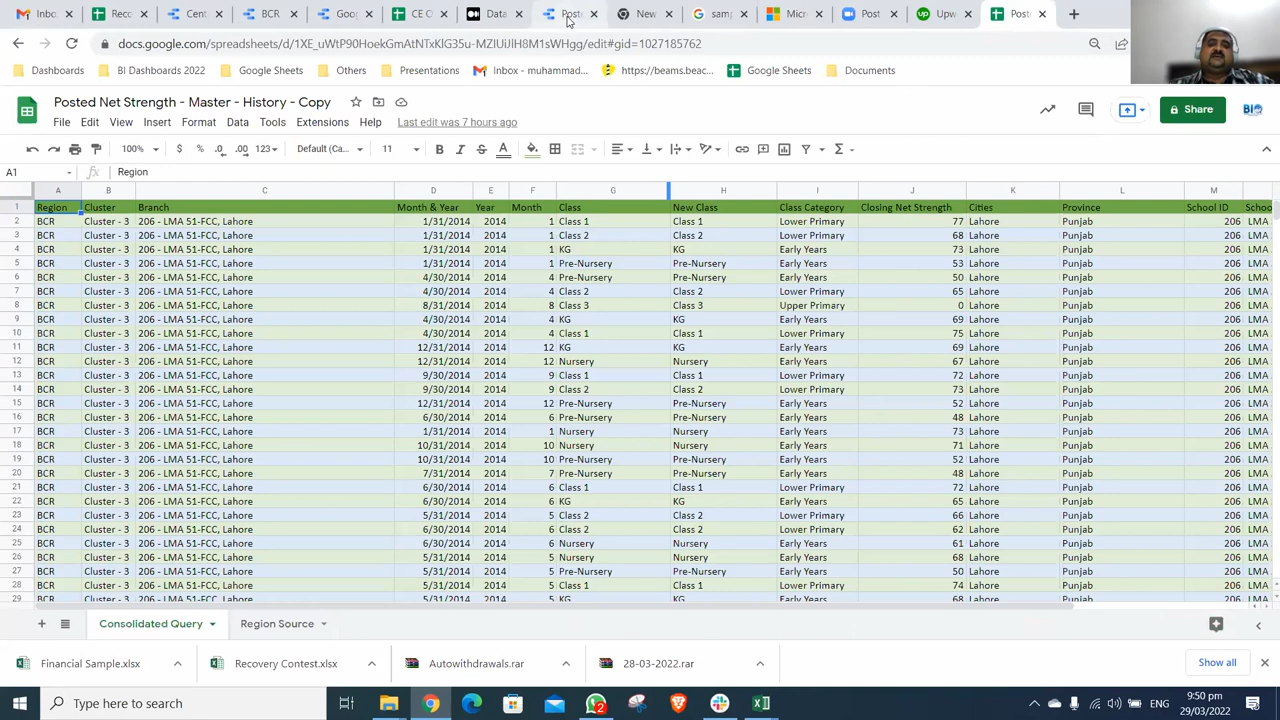 Inbo Rece Cent BCR Goog CE O Data Poste New samp Micr Post Upw Poste
docs.google.com/spreadsheets/d/1XE_uWtP90HoekGmAtNTxKlG35u-MZlUiJlH8M1sWHgg/edit#gid=1027185762
Dashboards BI Dashboards 2022 Google Sheets Others Presentations Inbox - muhammad... https://beams.beac... Google Sheets Documents
Posted Net Strength - Master - History - Copy
Share
File Edit View Insert Format Data Tools Extensions Help Last edit was 7 hours ago
100% $ % .0 .00 123 Default (Ca... 11 B I S A
A1 fx Region
A B C D E F G H I J K L M
1 Region Cluster Branch Month & Year Year Month Class New Class Class Category Closing Net Strength Cities Province School ID Schoo
2 BCR Cluster - 3 206 - LMA 51-FCC, Lahore 1/31/2014 2014 1 Class 1 Class 1 Lower Primary 77 Lahore Punjab 206 LMA
3 BCR Cluster - 3 206 - LMA 51-FCC, Lahore 1/31/2014 2014 1 Class 2 Class 2 Lower Primary 68 Lahore Punjab 206 LMA
4 BCR Cluster - 3 206 - LMA 51-FCC, Lahore 1/31/2014 2014 1 KG KG Early Years 73 Lahore Punjab 206 LMA
5 BCR Cluster - 3 206 - LMA 51-FCC, Lahore 1/31/2014 2014 1 Pre-Nursery Pre-Nursery Early Years 53 Lahore Punjab 206 LMA
6 BCR Cluster - 3 206 - LMA 51-FCC, Lahore 4/30/2014 2014 4 Pre-Nursery Pre-Nursery Early Years 50 Lahore Punjab 206 LMA
7 BCR Cluster - 3 206 - LMA 51-FCC, Lahore 4/30/2014 2014 4 Class 2 Class 2 Lower Primary 65 Lahore Punjab 206 LMA
8 BCR Cluster - 3 206 - LMA 51-FCC, Lahore 8/31/2014 2014 8 Class 3 Class 3 Upper Primary 0 Lahore Punjab 206 LMA
9 BCR Cluster - 3 206 - LMA 51-FCC, Lahore 4/30/2014 2014 4 KG KG Early Years 69 Lahore Punjab 206 LMA
10 BCR Cluster - 3 206 - LMA 51-FCC, Lahore 4/30/2014 2014 4 Class 1 Class 1 Lower Primary 75 Lahore Punjab 206 LMA
11 BCR Cluster - 3 206 - LMA 51-FCC, Lahore 12/31/2014 2014 12 KG KG Early Years 69 Lahore Punjab 206 LMA
12 BCR Cluster - 3 206 - LMA 51-FCC, Lahore 12/31/2014 2014 12 Nursery Nursery Early Years 67 Lahore Punjab 206 LMA
13 BCR Cluster - 3 206 - LMA 51-FCC, Lahore 9/30/2014 2014 9 Class 1 Class 1 Lower Primary 72 Lahore Punjab 206 LMA
14 BCR Cluster - 3 206 - LMA 51-FCC, Lahore 9/30/2014 2014 9 Class 2 Class 2 Lower Primary 73 Lahore Punjab 206 LMA
15 BCR Cluster - 3 206 - LMA 51-FCC, Lahore 12/31/2014 2014 12 Pre-Nursery Pre-Nursery Early Years 52 Lahore Punjab 206 LMA
16 BCR Cluster - 3 206 - LMA 51-FCC, Lahore 6/30/2014 2014 6 Pre-Nursery Pre-Nursery Early Years 48 Lahore Punjab 206 LMA
17 BCR Cluster - 3 206 - LMA 51-FCC, Lahore 1/31/2014 2014 1 Nursery Nursery Early Years 73 Lahore Punjab 206 LMA
18 BCR Cluster - 3 206 - LMA 51-FCC, Lahore 10/31/2014 2014 10 Nursery Nursery Early Years 71 Lahore Punjab 206 LMA
19 BCR Cluster - 3 206 - LMA 51-FCC, Lahore 10/31/2014 2014 10 Pre-Nursery Pre-Nursery Early Years 52 Lahore Punjab 206 LMA
20 BCR Cluster - 3 206 - LMA 51-FCC, Lahore 7/31/2014 2014 7 Pre-Nursery Pre-Nursery Early Years 48 Lahore Punjab 206 LMA
21 BCR Cluster - 3 206 - LMA 51-FCC, Lahore 6/30/2014 2014 6 Class 1 Class 1 Lower Primary 72 Lahore Punjab 206 LMA
22 BCR Cluster - 3 206 - LMA 51-FCC, Lahore 6/30/2014 2014 6 KG KG Early Years 65 Lahore Punjab 206 LMA
23 BCR Cluster - 3 206 - LMA 51-FCC, Lahore 5/31/2014 2014 5 Class 2 Class 2 Lower Primary 66 Lahore Punjab 206 LMA
24 BCR Cluster - 3 206 - LMA 51-FCC, Lahore 6/30/2014 2014 6 Class 2 Class 2 Lower Primary 62 Lahore Punjab 206 LMA
25 BCR Cluster - 3 206 - LMA 51-FCC, Lahore 6/30/2014 2014 6 Nursery Nursery Early Years 61 Lahore Punjab 206 LMA
26 BCR Cluster - 3 206 - LMA 51-FCC, Lahore 5/31/2014 2014 5 Nursery Nursery Early Years 68 Lahore Punjab 206 LMA
27 BCR Cluster - 3 206 - LMA 51-FCC, Lahore 5/31/2014 2014 5 Pre-Nursery Pre-Nursery Early Years 50 Lahore Punjab 206 LMA
28 BCR Cluster - 3 206 - LMA 51-FCC, Lahore 5/31/2014 2014 5 Class 1 Class 1 Lower Primary 74 Lahore Punjab 206 LMA
29 BCR Cluster - 3 206 - LMA 51-FCC, Lahore 5/31/2014 2014 5 KG KG Early Years 68 Lahore Punjab 206 LMA
Consolidated Query Region Source
Financial Sample.xlsx Recovery Contest.xlsx Autowithdrawals.rar 28-03-2022.rar Show all
Type here to search 2 ENG 9:50 pm
29/03/2022